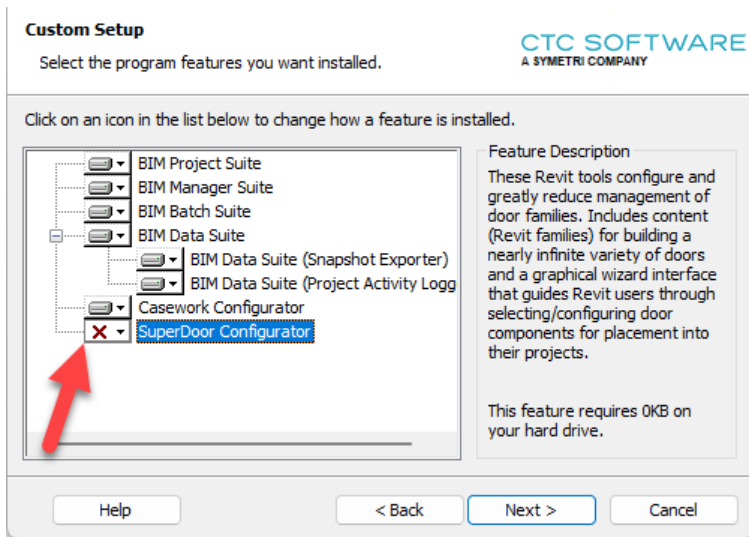 Custom Setup
Select the program features you want installed.
CTC SOFTWARE
A SYMETRI COMPANY
Click on an icon in the list below to change how a feature is installed.
BIM Project Suite
BIM Manager Suite
BIM Batch Suite
BIM Data Suite
BIM Data Suite (Snapshot Exporter)
BIM Data Suite (Project Activity Logg
Casework Configurator
SuperDoor Configurator
Feature Description
These Revit tools configure and
greatly reduce management of
door families. Includes content
(Revit families) for building a
nearly infinite variety of doors
and a graphical wizard interface
that guides Revit users through
selecting/configuring door
components for placement into
their projects.
This feature requires 0KB on
your hard drive.
Help
< Back
Next >
Cancel